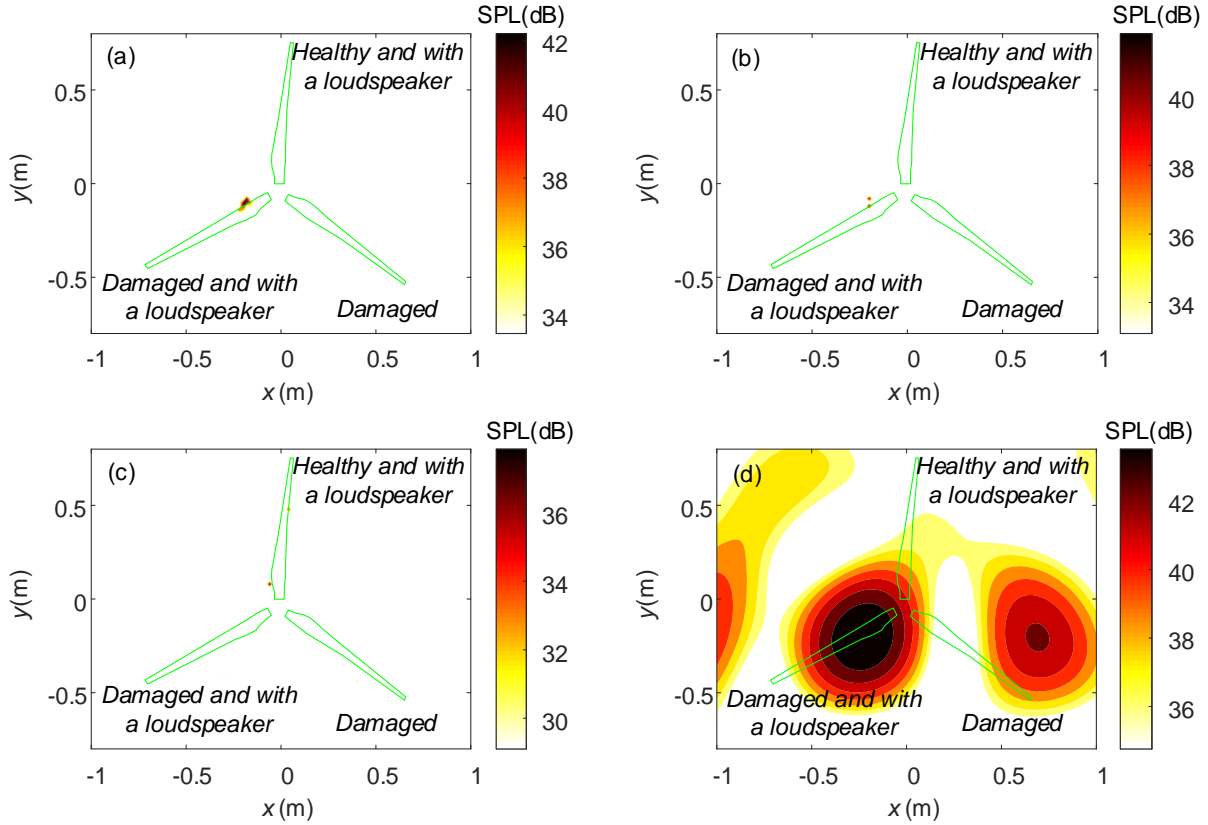 SPL(dB)
(a)
Healthy and with
a loudspeaker
Damaged and with
a loudspeaker
Damaged
0.5
0
-0.5
-1
-0.5
0
0.5
1
y(m)
x (m)
42
40
38
36
34
SPL(dB)
(b)
Healthy and with
a loudspeaker
Damaged and with
a loudspeaker
Damaged
0.5
0
-0.5
-1
-0.5
0
0.5
1
y(m)
x (m)
40
38
36
34
SPL(dB)
(c)
Healthy and with
a loudspeaker
Damaged and with
a loudspeaker
Damaged
0.5
0
-0.5
-1
-0.5
0
0.5
1
y(m)
x (m)
36
34
32
30
SPL(dB)
(d)
Healthy and with
a loudspeaker
Damaged and with
a loudspeaker
Damaged
0.5
0
-0.5
-1
-0.5
0
0.5
1
y(m)
x (m)
42
40
38
36